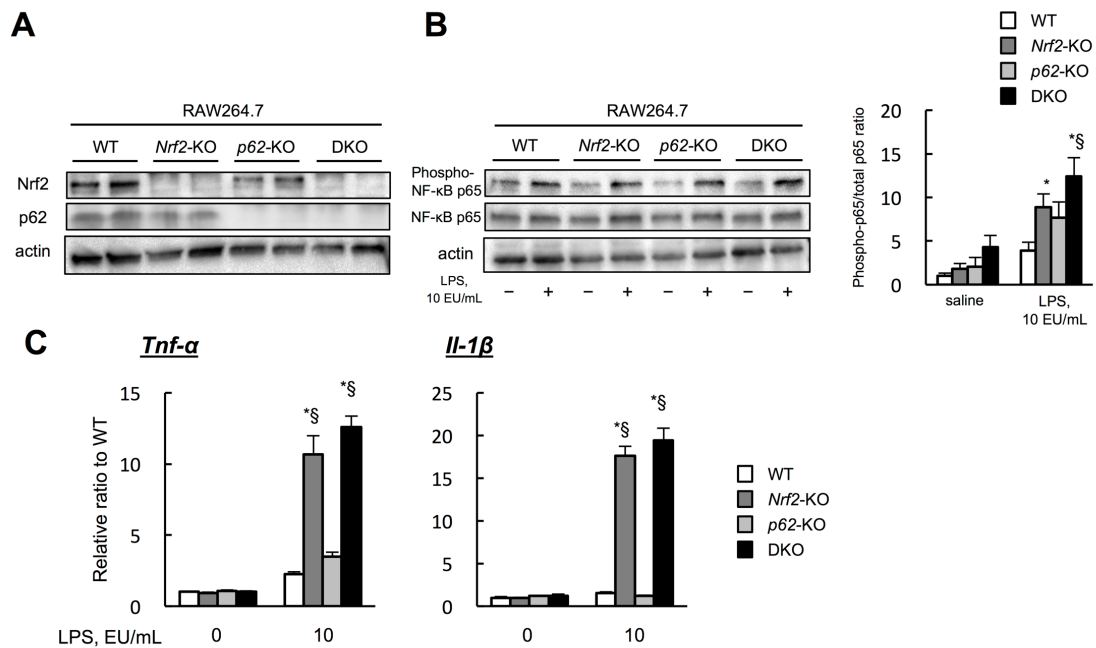 A
RAW264.7
WT Nrf2-KO p62-KO DKO
Nrf2
p62
actin
B
RAW264.7
WT Nrf2-KO p62-KO DKO
Phospho-
NF-κB p65
NF-κB p65
actin
LPS,
10 EU/mL
– + – + – + – +
WT
Nrf2-KO
p62-KO
DKO
Phospho-p65/total p65 ratio
20
15
10
5
0
*
*§
saline
LPS,
10 EU/mL
C
Tnf-α
Relative ratio to WT
15
10
5
0
*§
*§
LPS, EU/mL
0 10
Il-1β
25
20
15
10
5
0
*§
*§
0 10
WT
Nrf2-KO
p62-KO
DKO